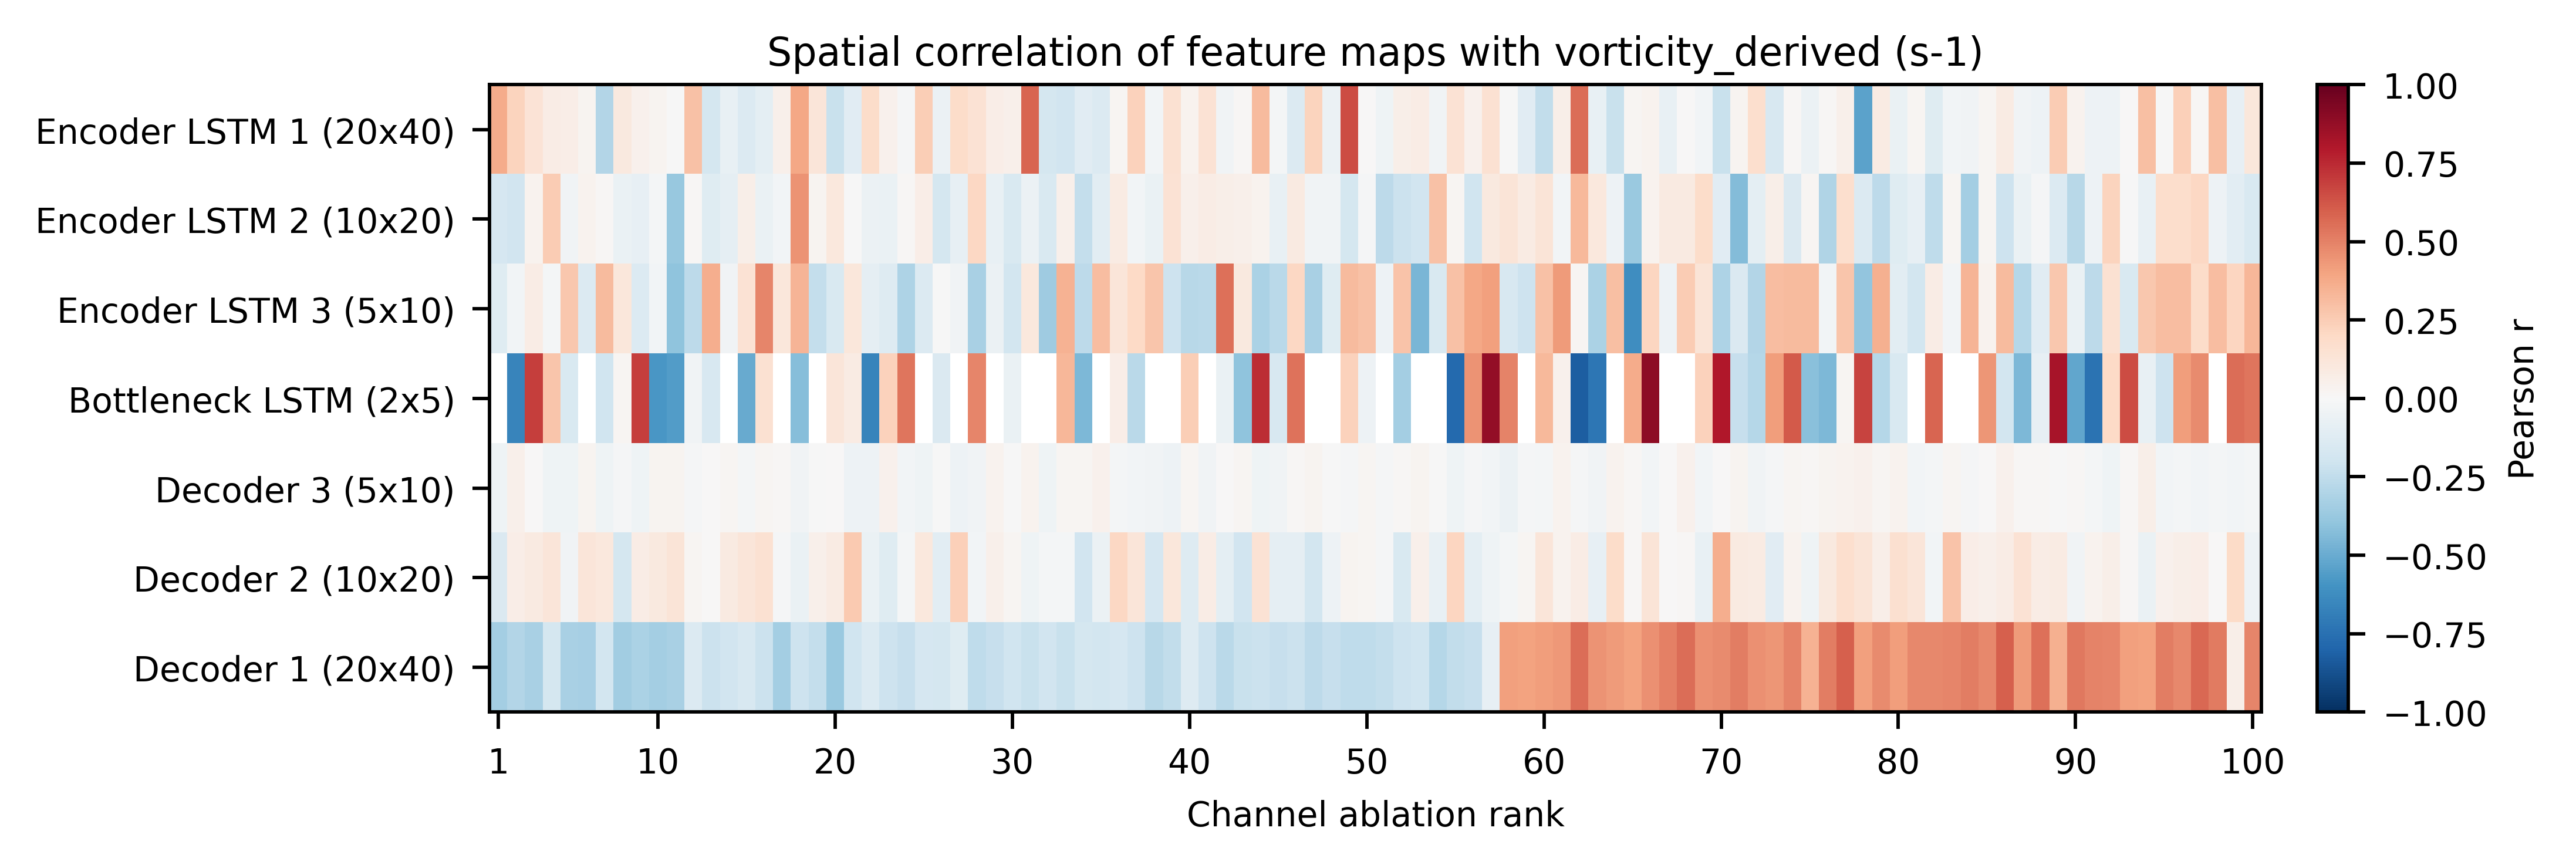 Spatial correlation of feature maps with vorticity_derived (s-1)
Encoder LSTM 1 (20x40)
Encoder LSTM 2 (10x20)
Encoder LSTM 3 (5x10)
Bottleneck LSTM (2x5)
Decoder 3 (5x10)
Decoder 2 (10x20)
Decoder 1 (20x40)
1 10 20 30 40 50 60 70 80 90 100
Channel ablation rank
1.00
0.75
0.50
0.25
0.00
−0.25
−0.50
−0.75
−1.00
Pearson r